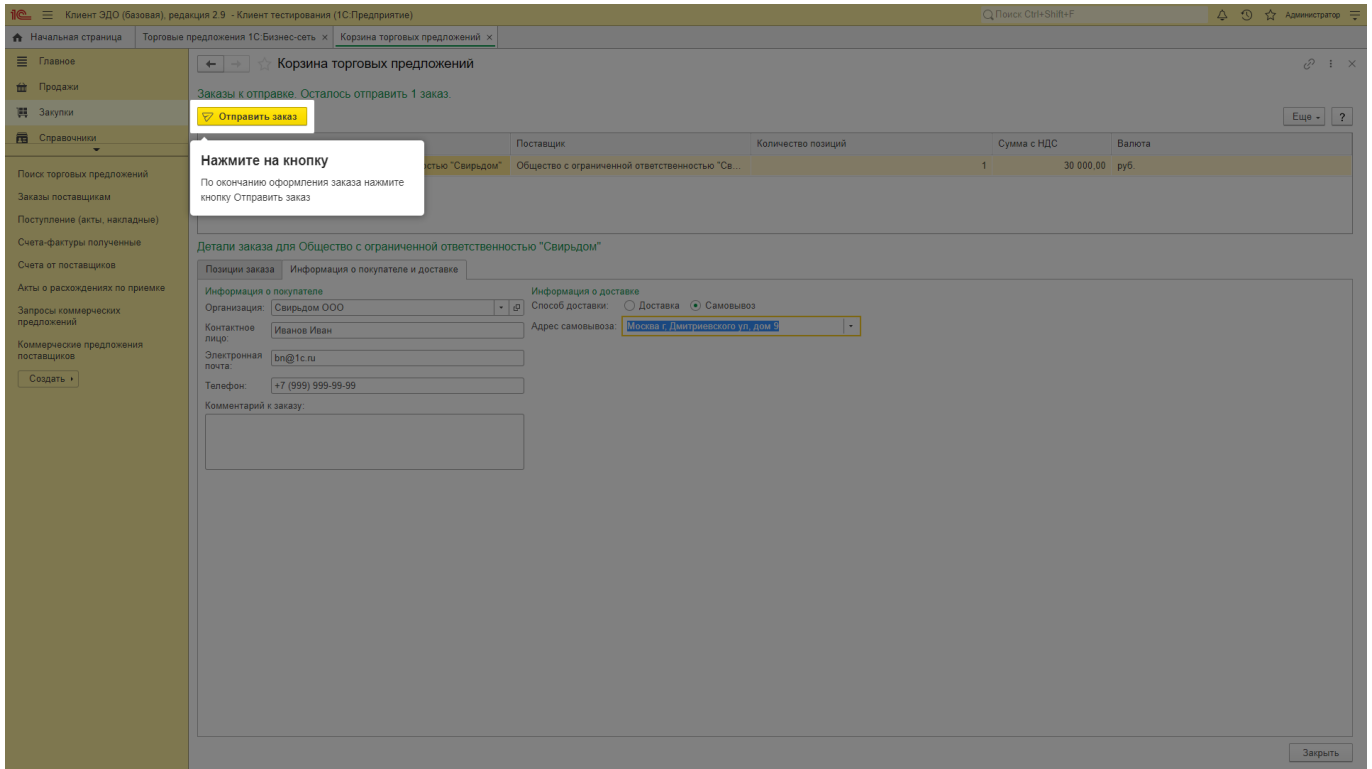 1С Клиент ЭДО (базовая), редакция 2.9 - Клиент тестирования (1С:Предприятие) Поиск Ctrl+Shift+F Администратор
Начальная страница Торговые предложения 1С:Бизнес-сеть × Корзина торговых предложений ×
Главное
Продажи
Закупки
Справочники
Поиск торговых предложений
Заказы поставщикам
Поступление (акты, накладные)
Счета-фактуры полученные
Счета от поставщиков
Акты о расхождениях по приемке
Запросы коммерческих
предложений
Коммерческие предложения
поставщиков
Создать
Корзина торговых предложений
Заказы к отправке. Осталось отправить 1 заказ.
Отправить заказ Еще ?
Поставщик Количество позиций Сумма с НДС Валюта
Нажмите на кнопку
По окончанию оформления заказа нажмите
кнопку Отправить заказ
остью "Свирьдом" Общество с ограниченной ответственностью "Св... 1 30 000,00 руб.
Детали заказа для Общество с ограниченной ответственностью "Свирьдом"
Позиции заказа Информация о покупателе и доставке
Информация о покупателе
Организация: Свирьдом ООО
Контактное
лицо:
Иванов Иван
Электронная
почта:
bn@1c.ru
Телефон: +7 (999) 999-99-99
Комментарий к заказу:
Информация о доставке
Способ доставки: Доставка Самовывоз
Адрес самовывоза: Москва г, Дмитриевского ул, дом 9
Закрыть